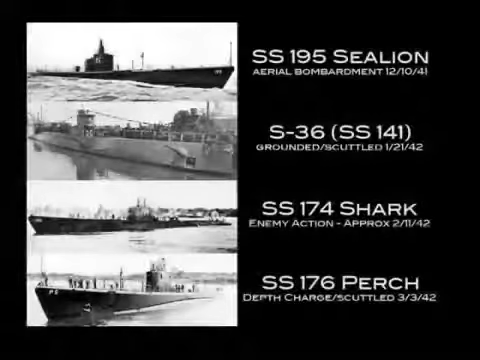 SS 195 Sealion
aerial bombardment 12/10/41
S-36 (SS 141)
grounded/scuttled 1/21/42
SS 174 Shark
Enemy Action - Approx 2/11/42
SS 176 Perch
Depth Charge/scuttled 3/3/42